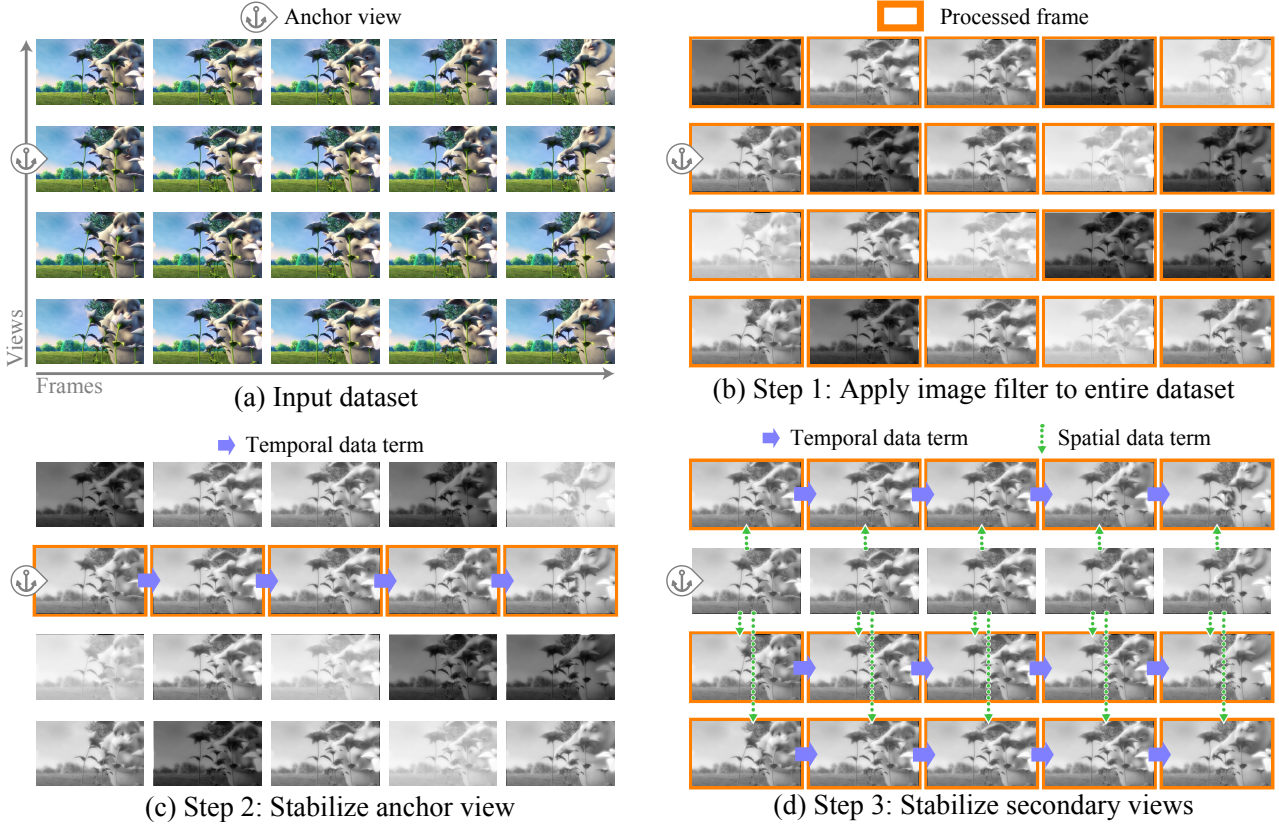 Anchor view
Views
Frames
(a) Input dataset
Processed frame
(b) Step 1: Apply image filter to entire dataset
Temporal data term
(c) Step 2: Stabilize anchor view
Temporal data term
Spatial data term
(d) Step 3: Stabilize secondary views